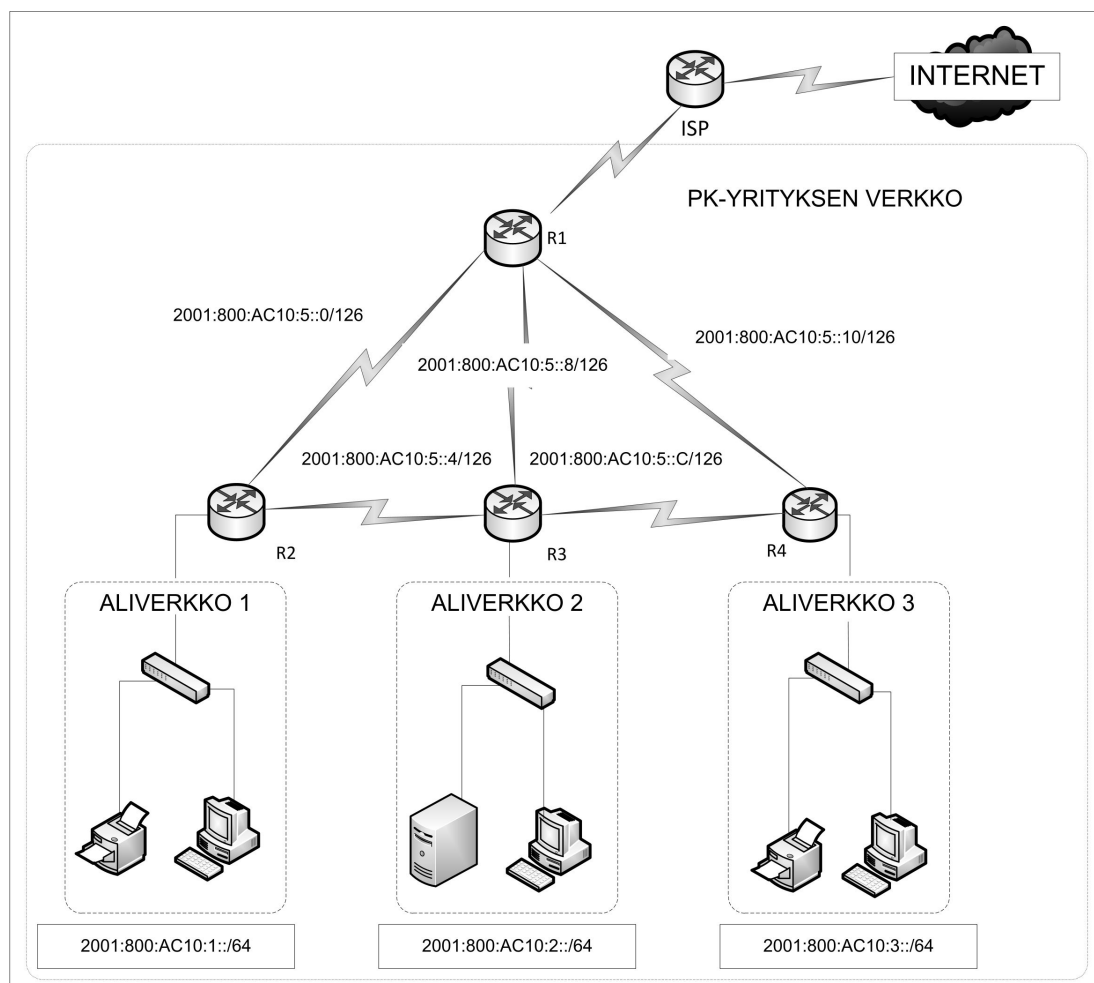 INTERNET
ISP
PK-YRITYKSEN VERKKO
R1
2001:800:AC10:5::0/126
2001:800:AC10:5::10/126
2001:800:AC10:5::8/126
2001:800:AC10:5::4/126
2001:800:AC10:5::C/126
R2
R3
R4
ALIVERKKO 1
ALIVERKKO 2
ALIVERKKO 3
2001:800:AC10:1::/64
2001:800:AC10:2::/64
2001:800:AC10:3::/64